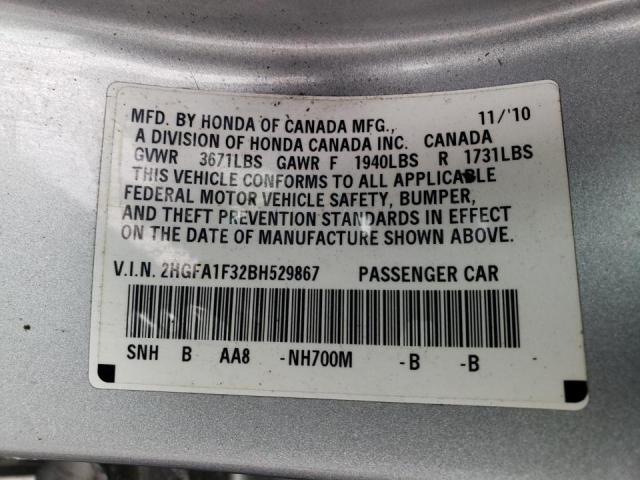 MFD. BY HONDA OF CANADA MFG., 11/'10
A DIVISION OF HONDA CANADA INC. CANADA
GVWR 3671LBS GAWR F 1940LBS R 1731LBS
THIS VEHICLE CONFORMS TO ALL APPLICABLE
FEDERAL MOTOR VEHICLE SAFETY, BUMPER,
AND THEFT PREVENTION STANDARDS IN EFFECT
ON THE DATE OF MANUFACTURE SHOWN ABOVE.
V.I.N. 2HGFA1F32BH529867 PASSENGER CAR
SNH B AA8 -NH700M -B -B